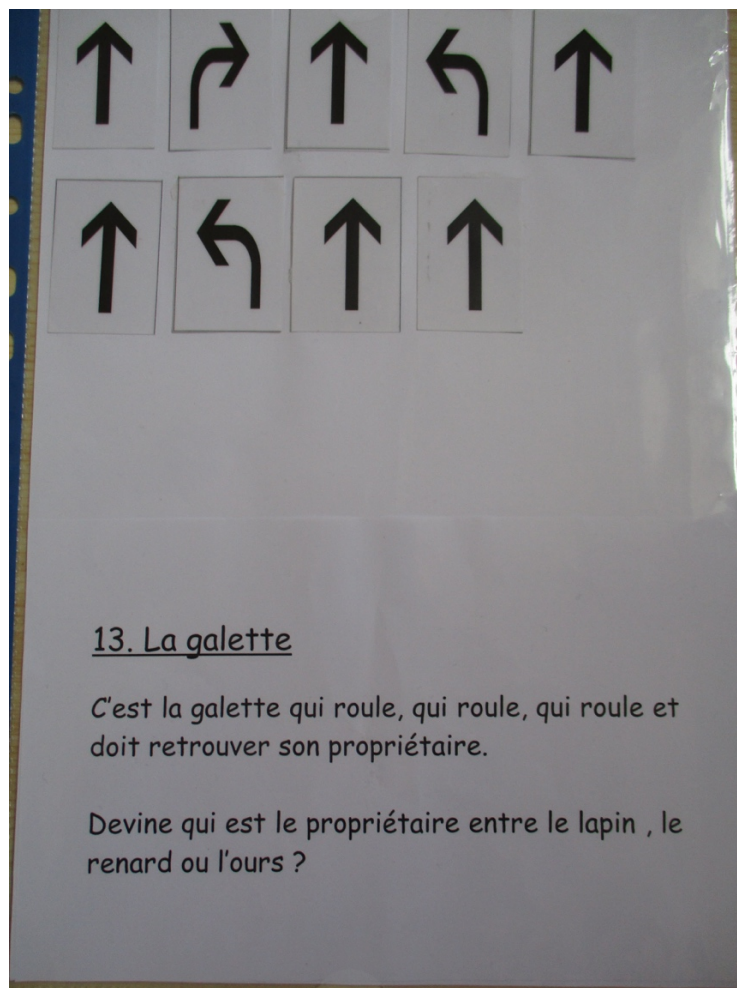 13. La galette
C'est la galette qui roule, qui roule, qui roule et
doit retrouver son propriétaire.
Devine qui est le propriétaire entre le lapin , le
renard ou l'ours ?